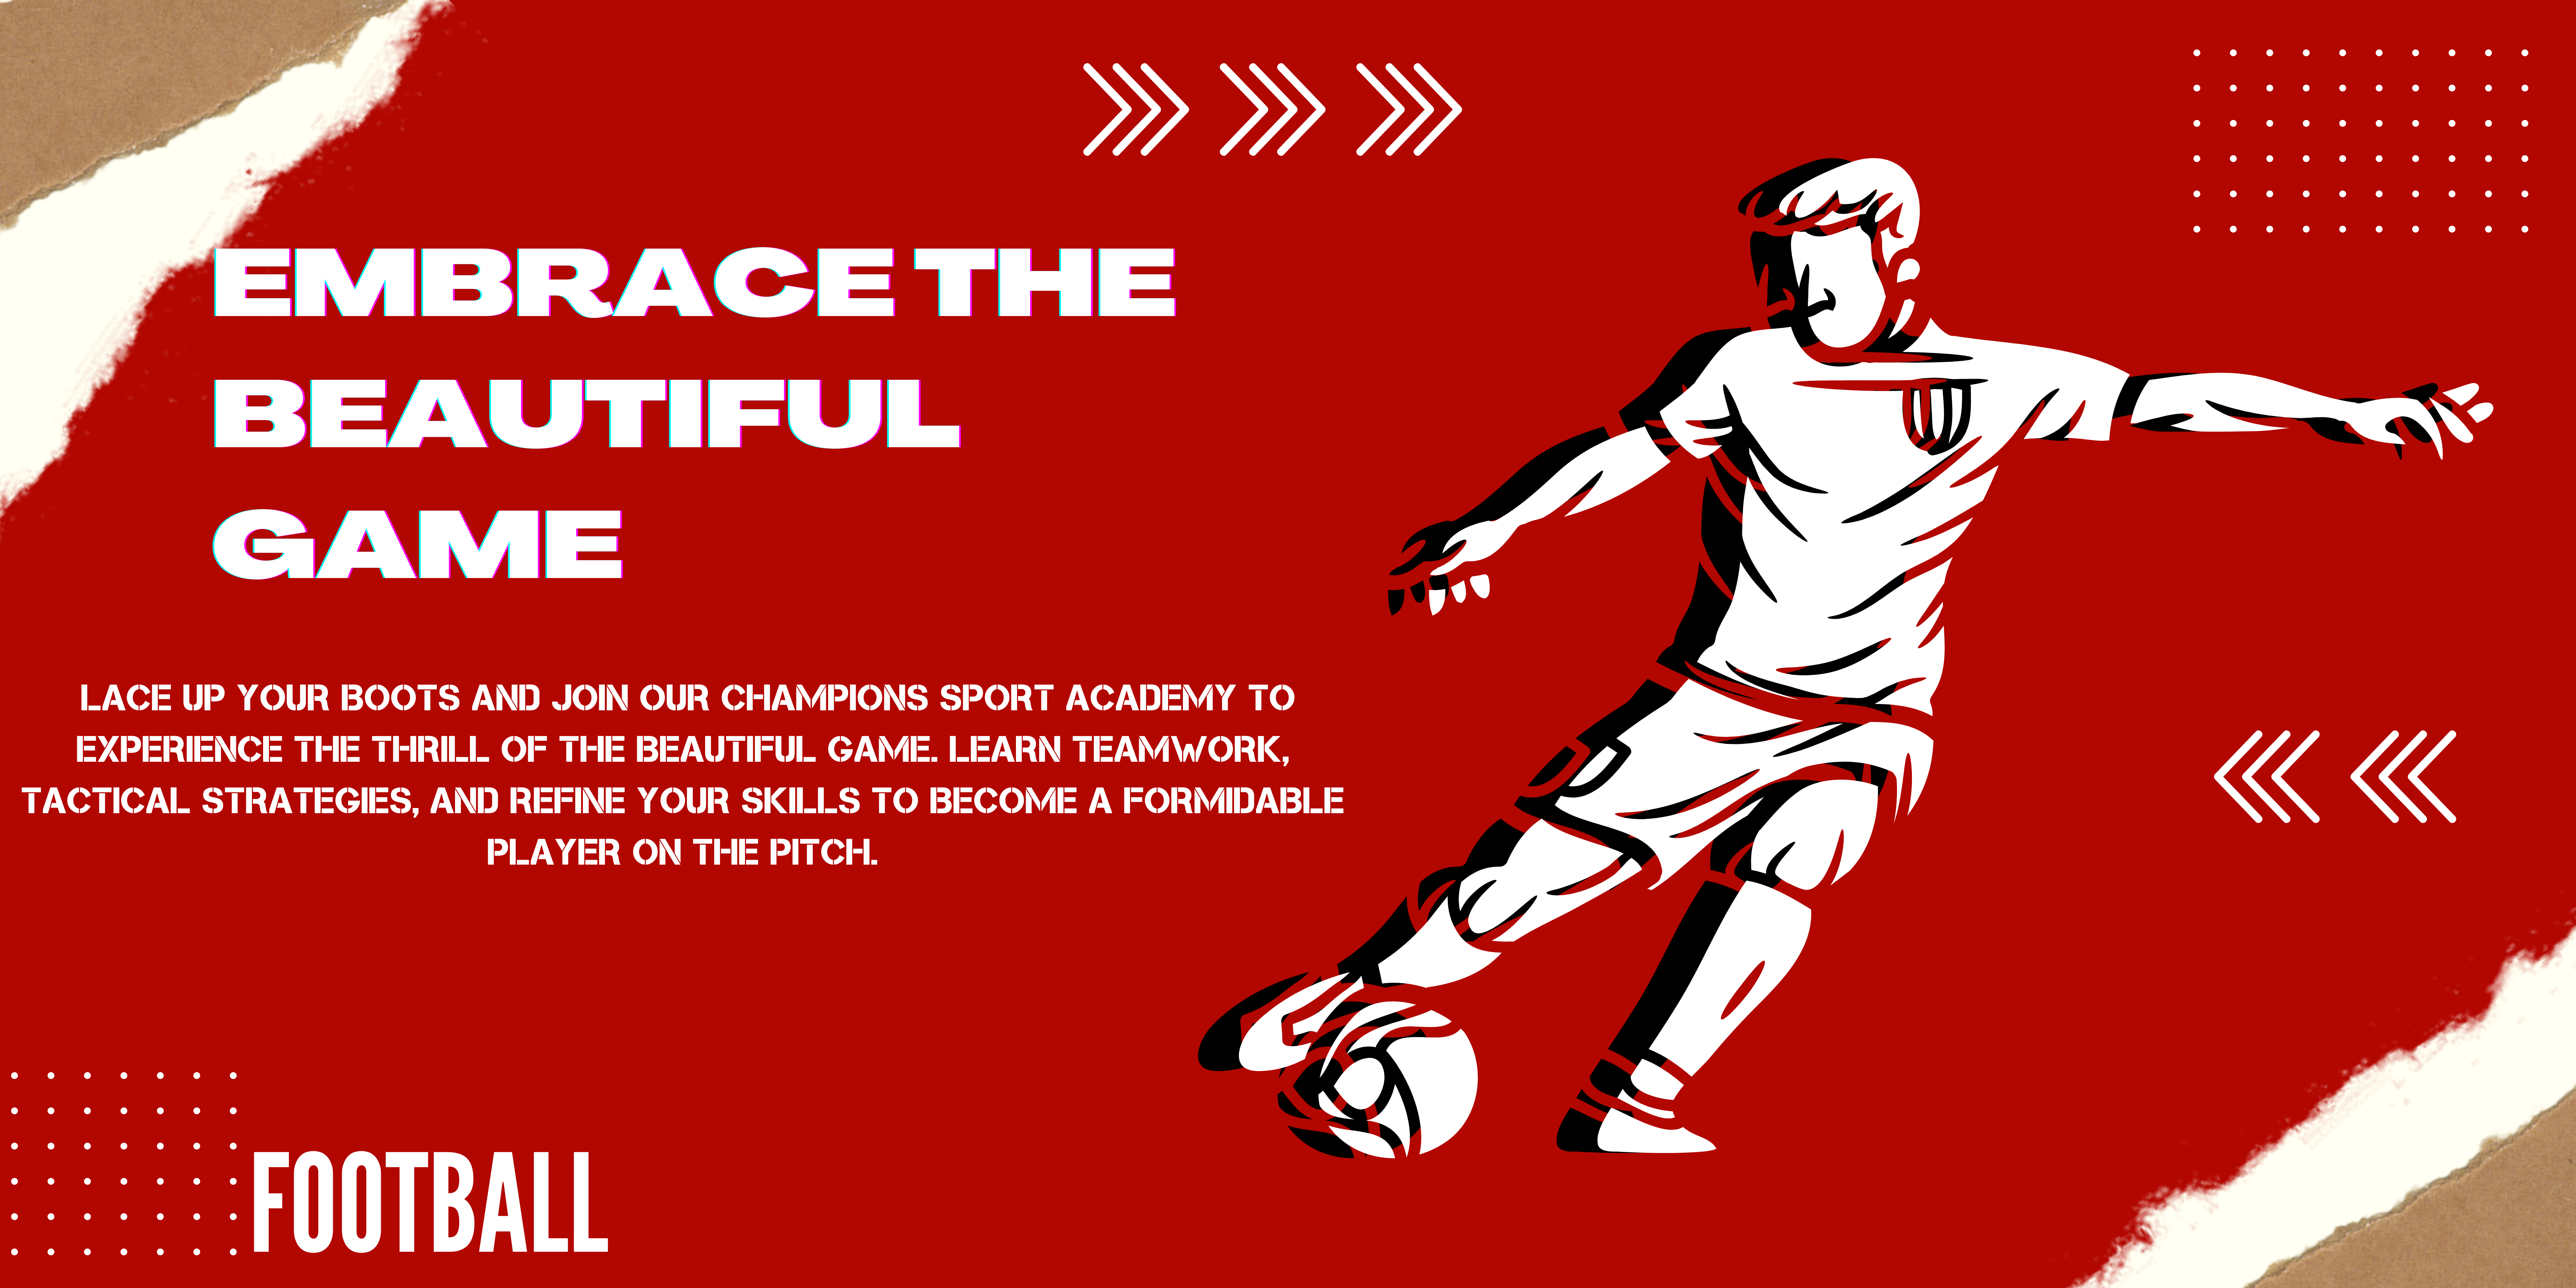 EMBRACE THE
BEAUTIFUL
GAME
LACE UP YOUR BOOTS AND JOIN OUR CHAMPIONS SPORT ACADEMY TO
EXPERIENCE THE THRILL OF THE BEAUTIFUL GAME. LEARN TEAMWORK,
TACTICAL STRATEGIES, AND REFINE YOUR SKILLS TO BECOME A FORMIDABLE
PLAYER ON THE PITCH.
FOOTBALL